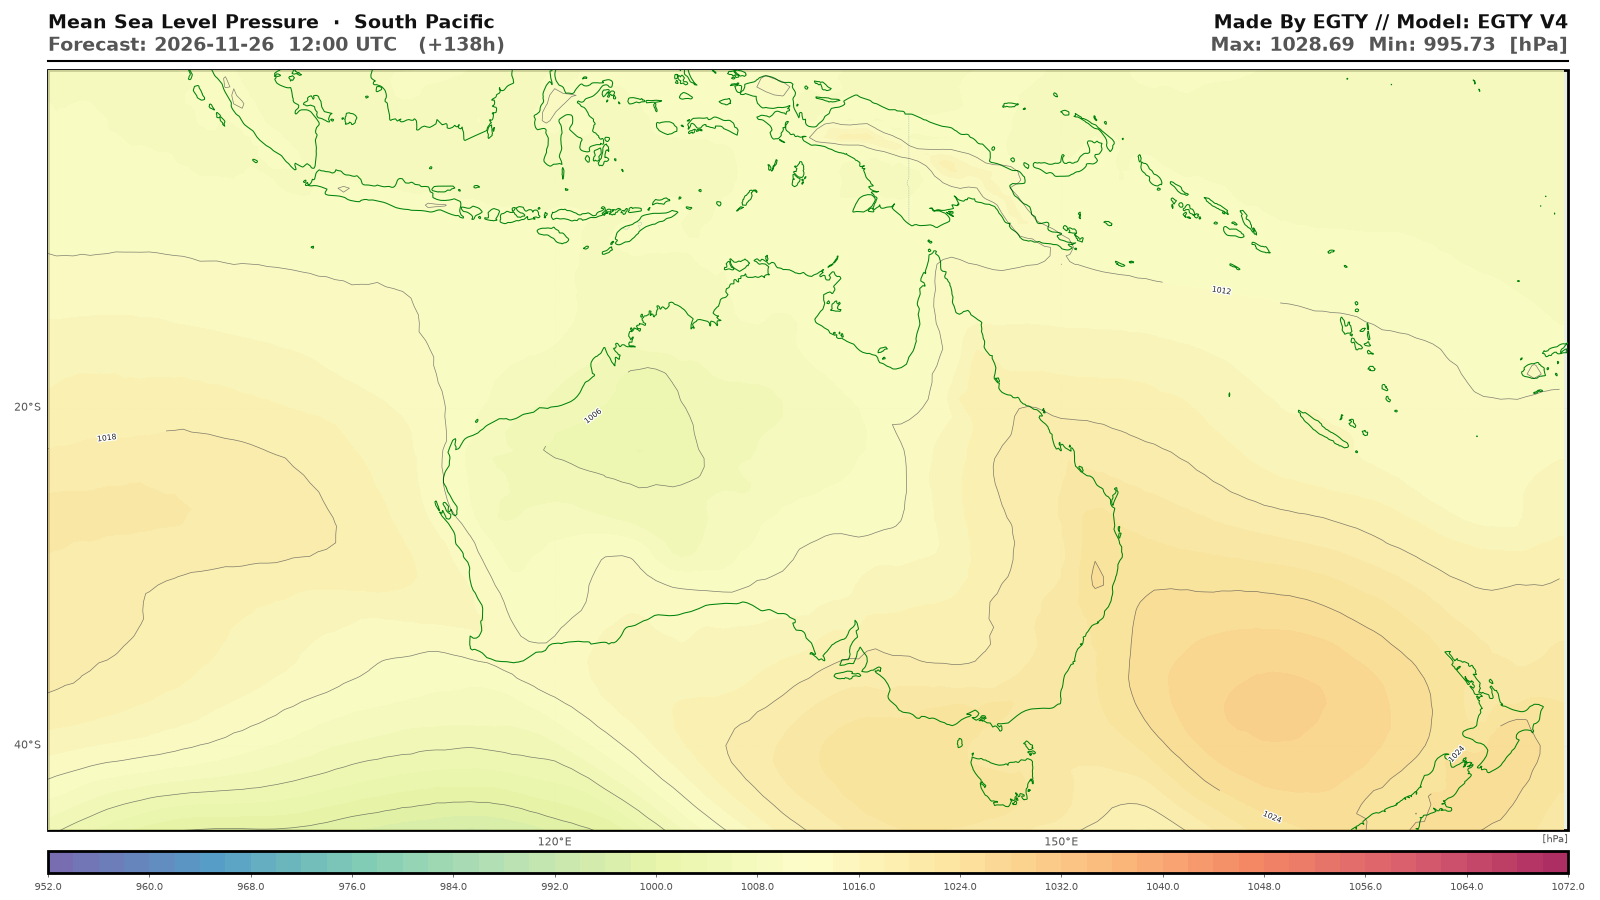 Mean Sea Level Pressure · South Pacific
Made By EGTY // Model: EGTY V4
Forecast: 2026-11-26 12:00 UTC (+138h)
Max: 1028.69 Min: 995.73 [hPa]
1012
20°S
1006
1018
40°S
1024
1024
120°E
150°E
[hPa]
952.0 960.0 968.0 976.0 984.0 992.0 1000.0 1008.0 1016.0 1024.0 1032.0 1040.0 1048.0 1056.0 1064.0 1072.0